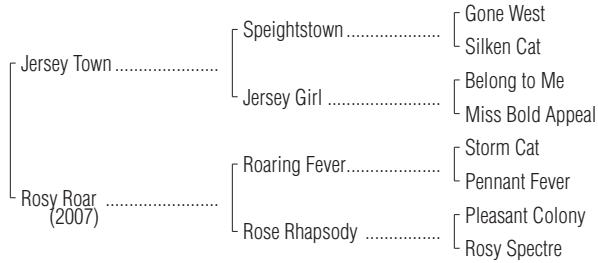 Gone West
Speightstown ...................
Silken Cat
Jersey Town .....................
Belong to Me
Jersey Girl .......................
Miss Bold Appeal
Storm Cat
Roaring Fever...................
Pennant Fever
Rosy Roar .......................
(2007)
Pleasant Colony
Rose Rhapsody ...............
Rosy Spectre